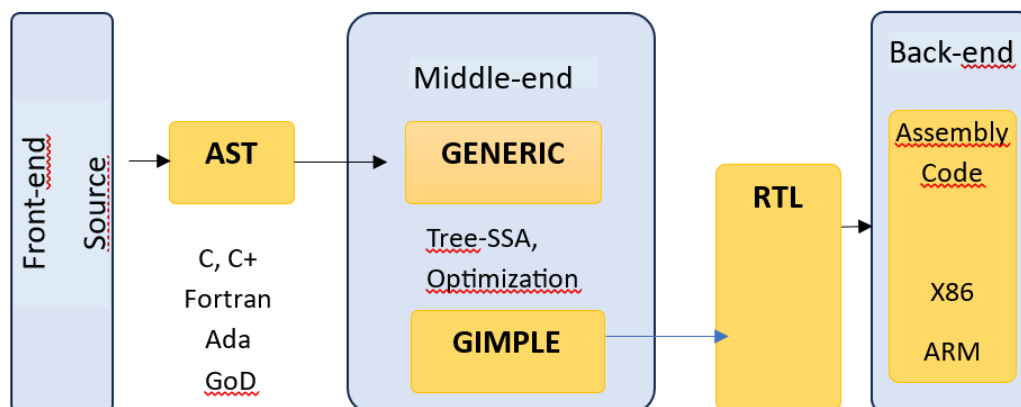 Front-end
Source
AST
C, C+
Fortran
Ada
GoD
Middle-end
GENERIC
Tree-SSA,
Optimization
GIMPLE
RTL
Back-end
Assembly
Code
X86
ARM